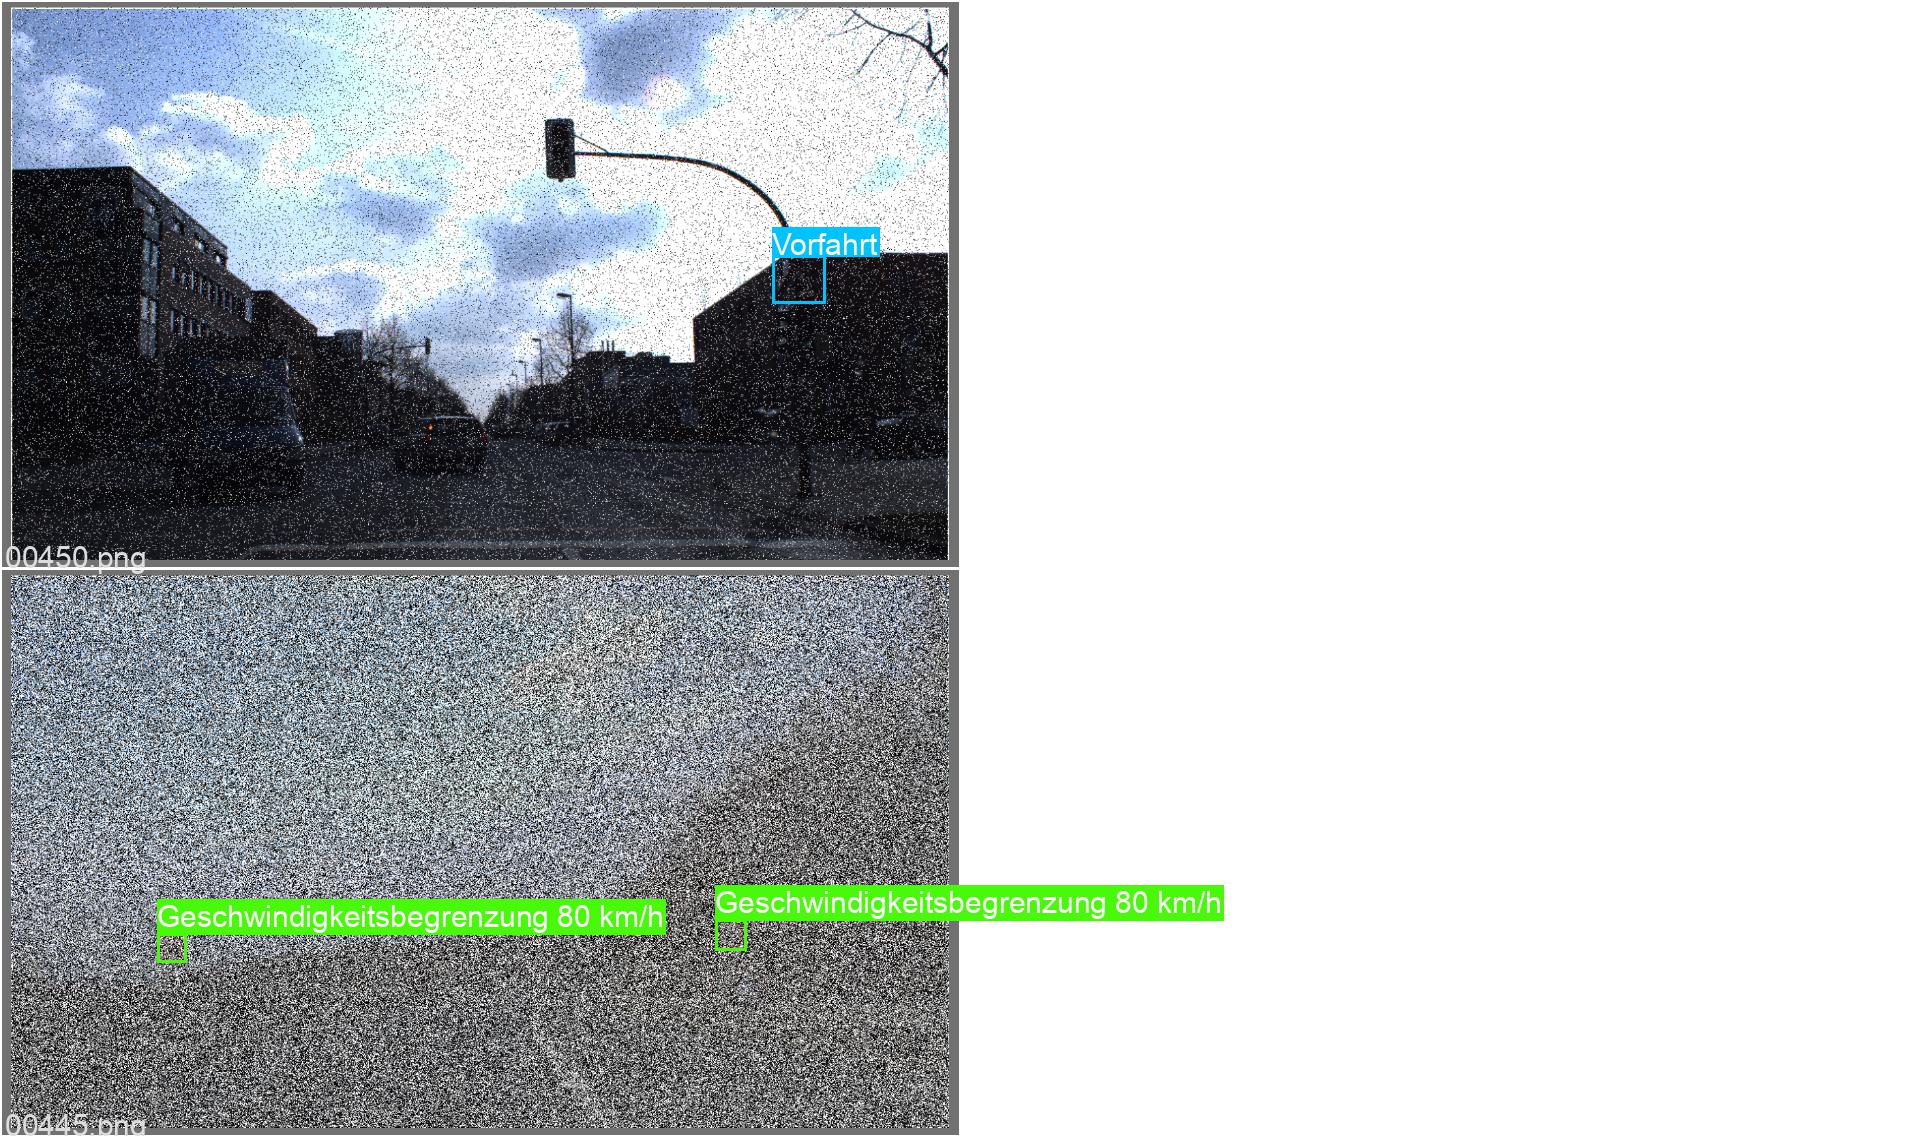 Vorfahrt
00450.png
Geschwindigkeitsbegrenzung 80 km/h
Geschwindigkeitsbegrenzung 80 km/h
00445.png